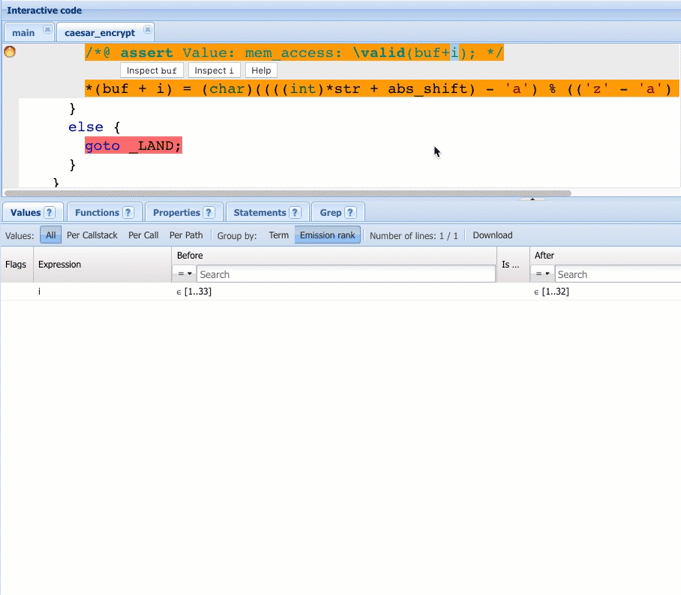 Interactive code
main caesar_encrypt
/*@ assert Value: mem_access: \valid(buf+i); */
Inspect buf Inspect i Help
*(buf + i) = (char)((((int)*str + abs_shift) - 'a') % (('z' - 'a')
}
else {
goto _LAND;
}
}
Values ? Functions ? Properties ? Statements ? Grep ?
Values: All Per Callstack Per Call Per Path Group by: Term Emission rank Number of lines: 1 / 1 Download
Flags Expression Before Is ... After
= Search = Search
i ∈ [1..33] ∈ [1..32]